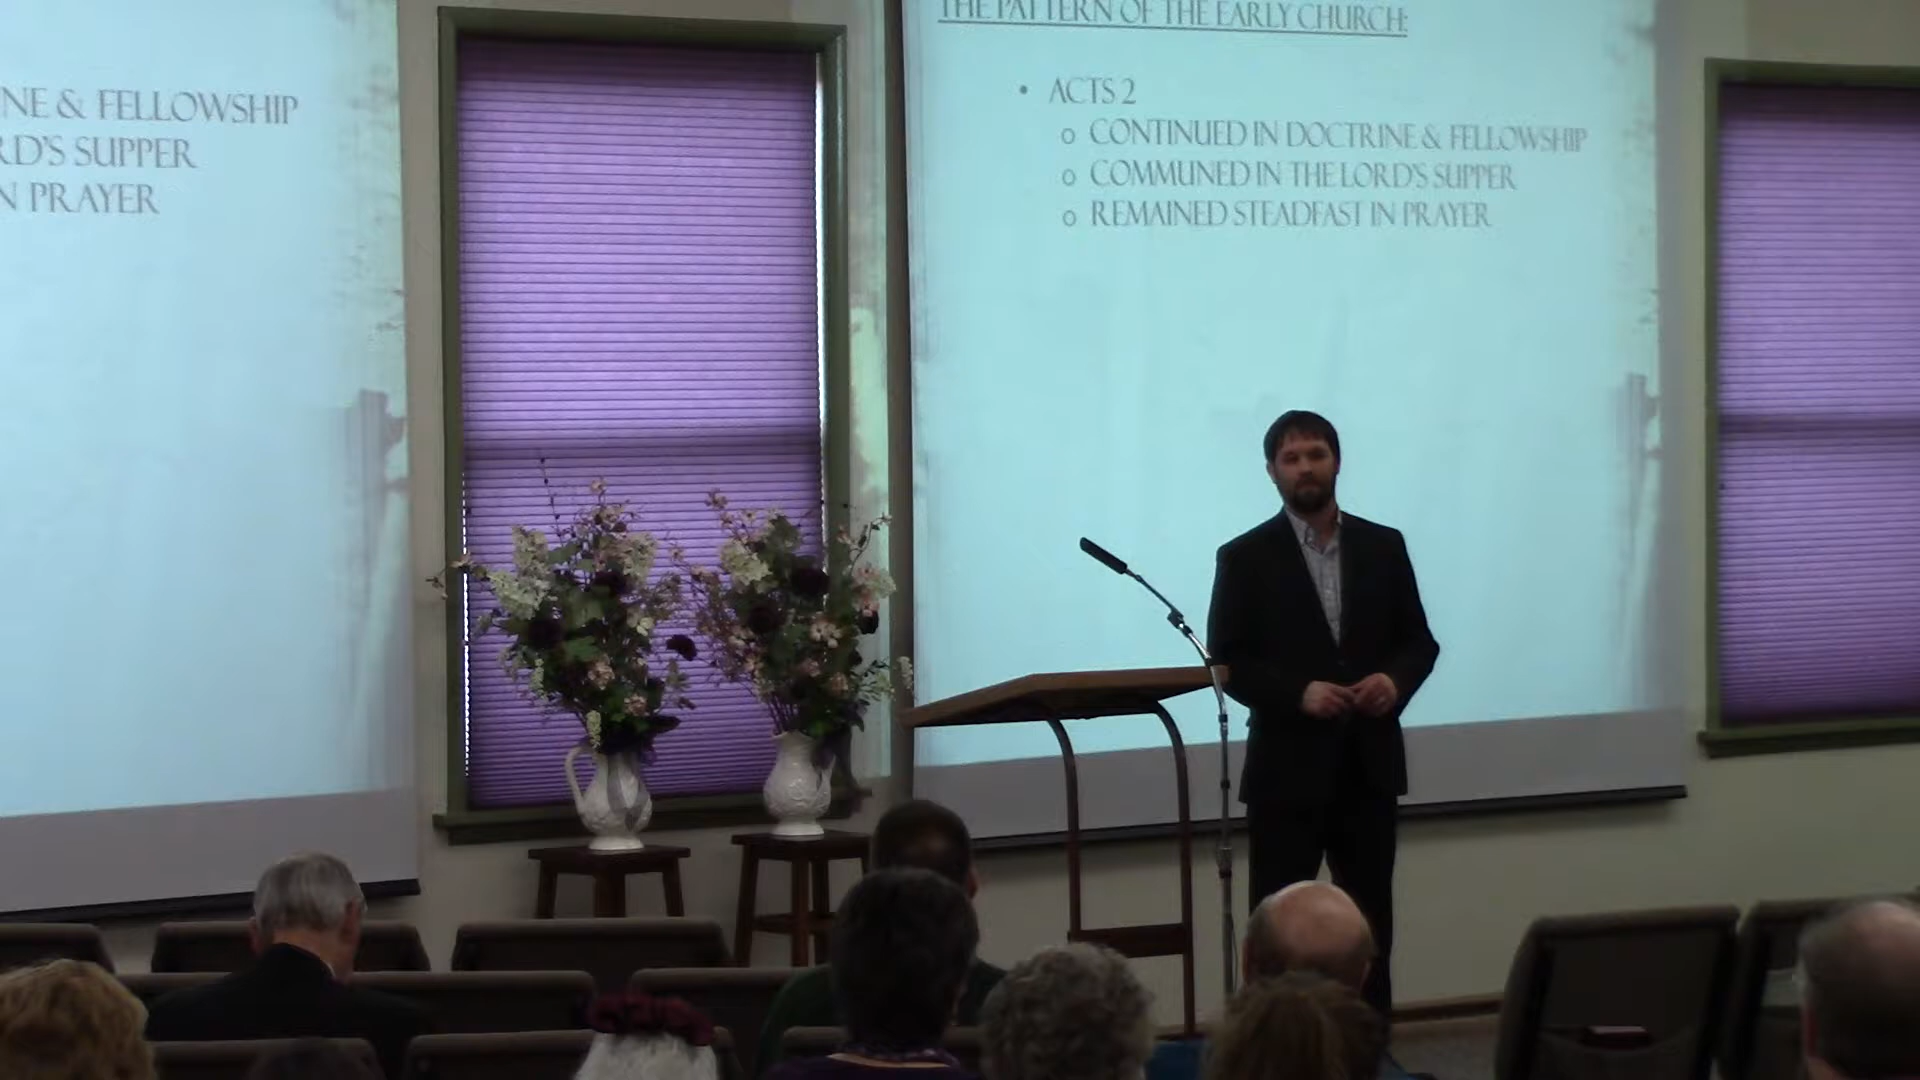 NE & FELLOWSHIP
RD'S SUPPER
N PRAYER
THE PATTERN OF THE EARLY CHURCH:
• ACTS 2
o CONTINUED IN DOCTRINE & FELLOWSHIP
o COMMUNED IN THE LORD'S SUPPER
o REMAINED STEADFAST IN PRAYER